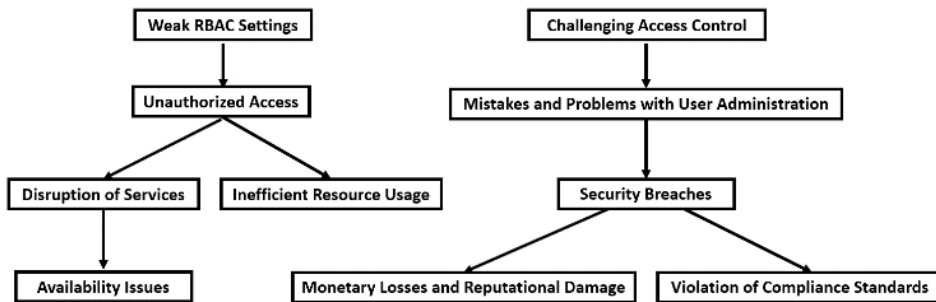 Weak RBAC Settings
Challenging Access Control
Unauthorized Access
Mistakes and Problems with User Administration
Disruption of Services
Inefficient Resource Usage
Security Breaches
Availability Issues
Monetary Losses and Reputational Damage
Violation of Compliance Standards